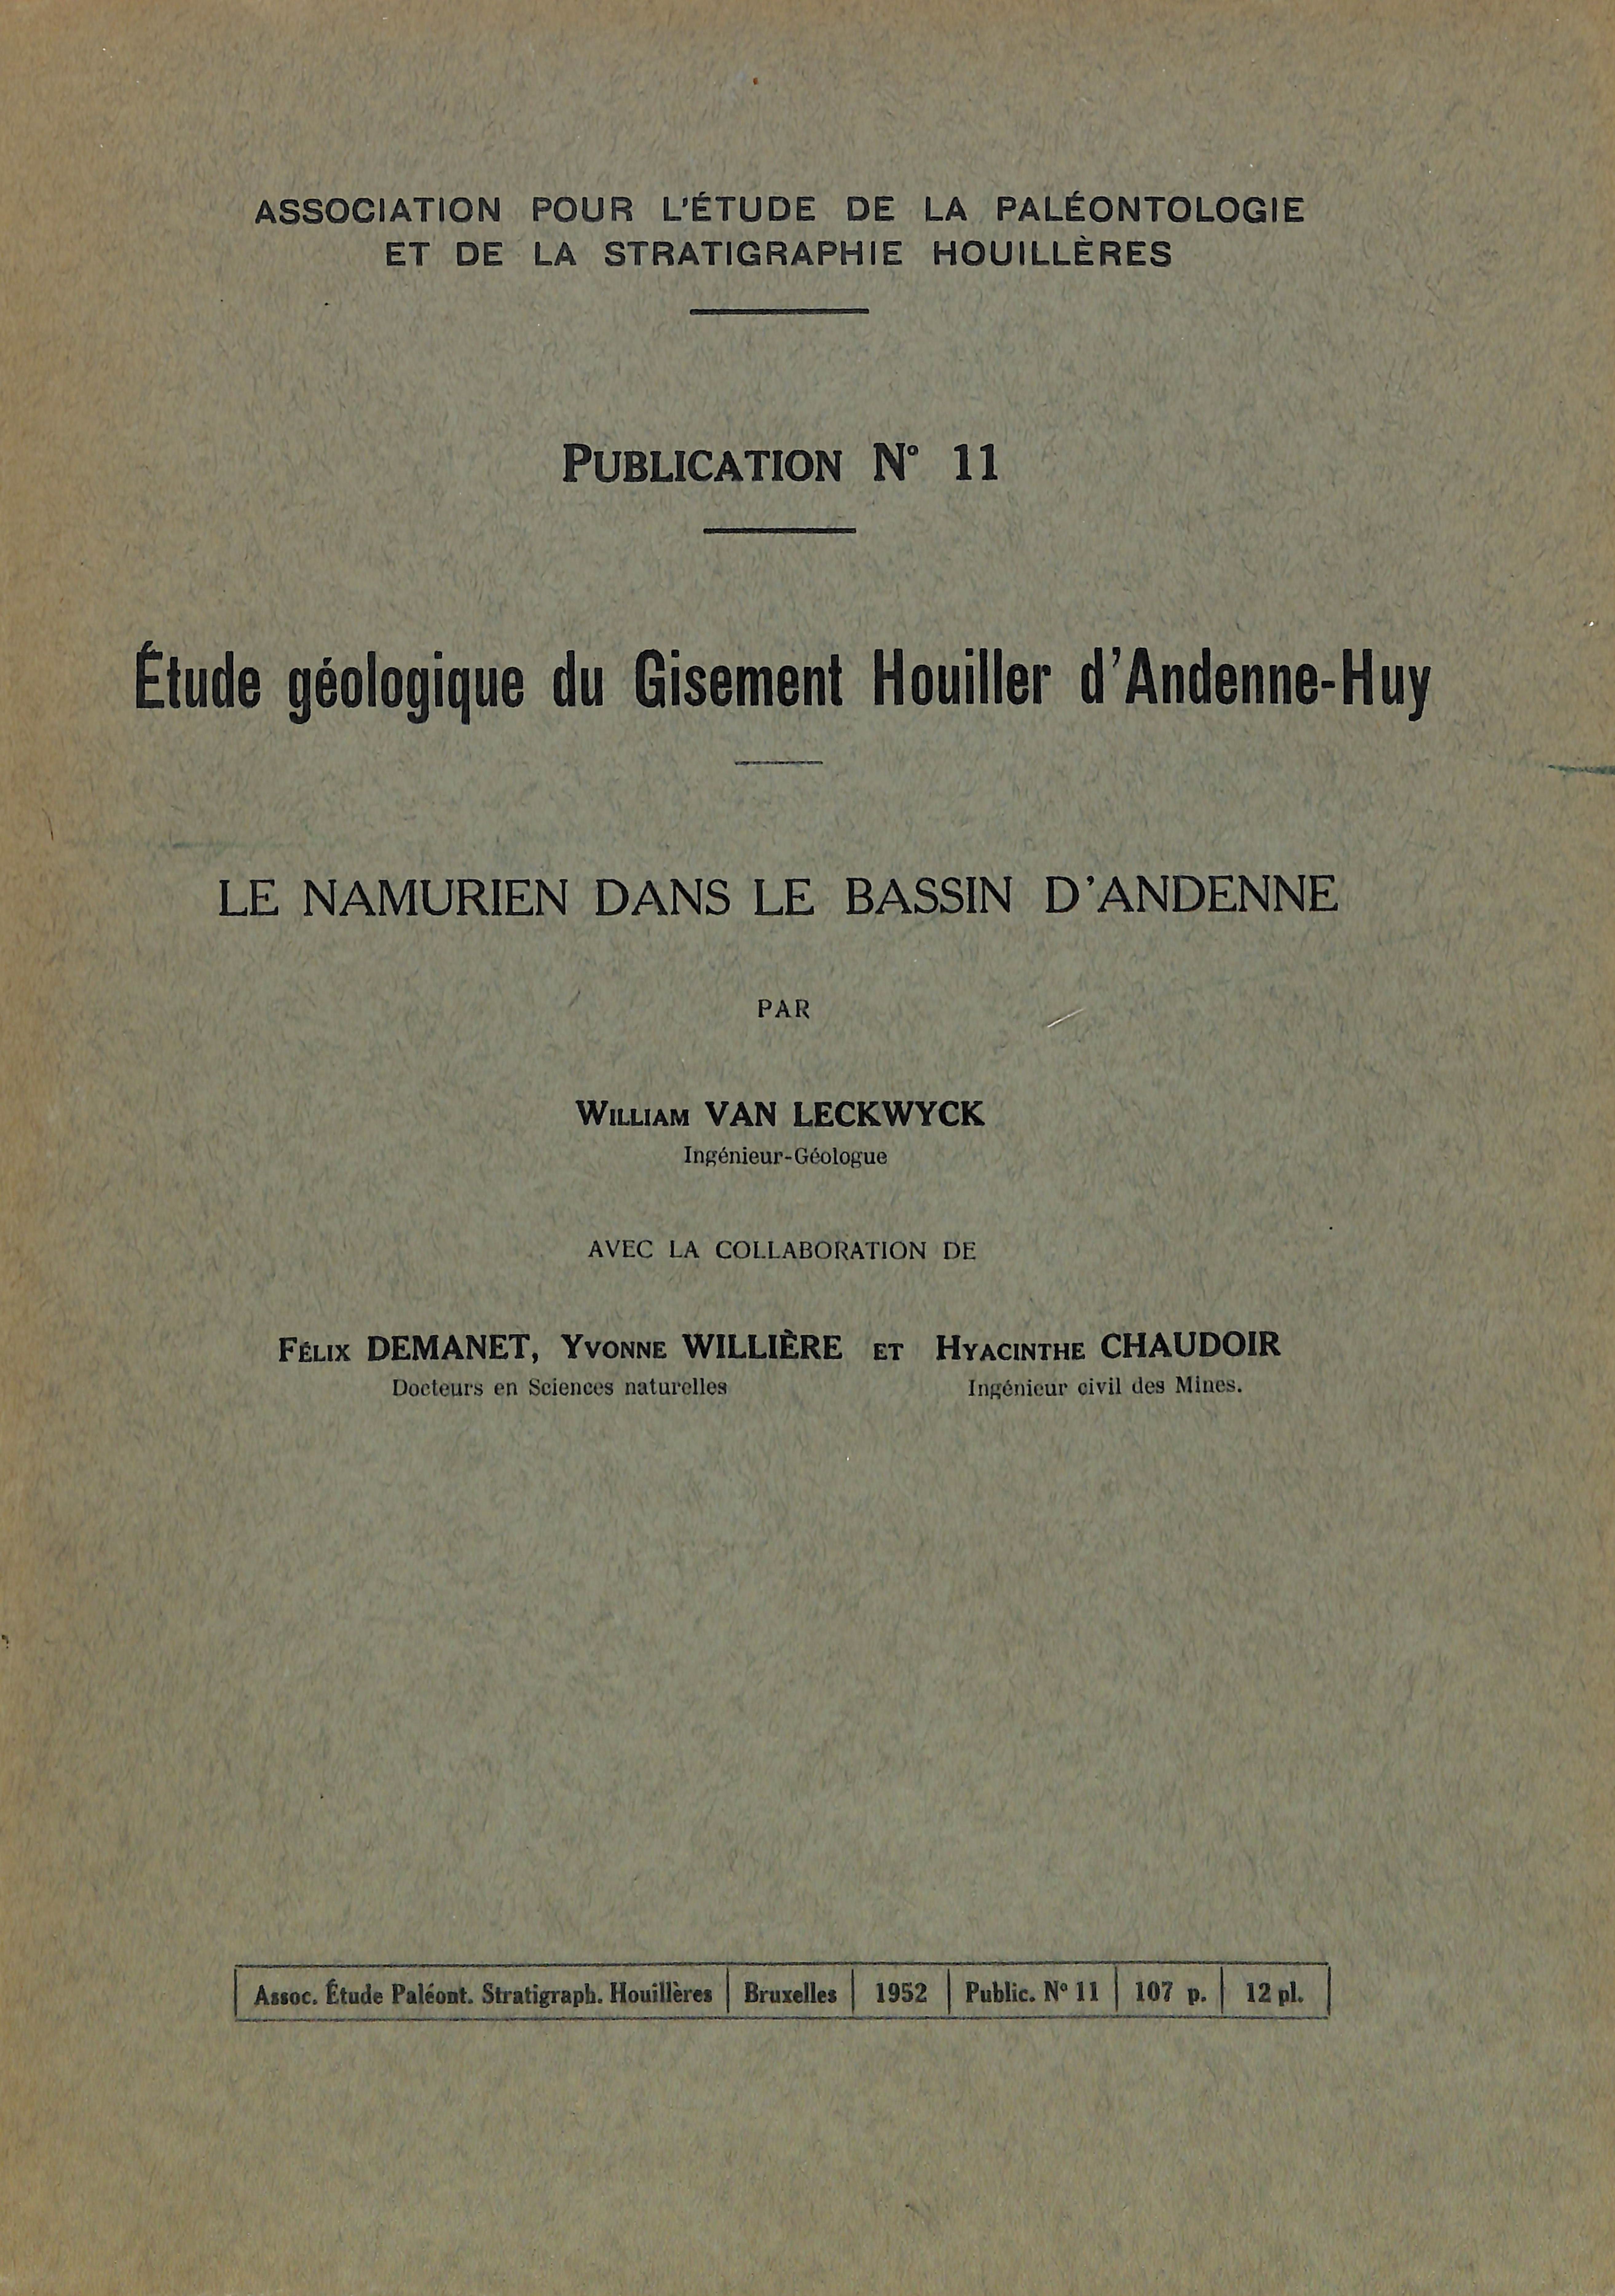 ASSOCIATION POUR L'ÉTUDE DE LA PALÉONTOLOGIE
ET DE LA STRATIGRAPHIE HOUILLÈRES
PUBLICATION N° 11
Étude géologique du Gisement Houiller d'Andenne-Huy
LE NAMURIEN DANS LE BASSIN D'ANDENNE
PAR
WILLIAM VAN LECKWYCK
Ingénieur-Géologue
AVEC LA COLLABORATION DE
FÉLIX DEMANET, YVONNE WILLIÈRE ET HYACINTHE CHAUDOIR
Docteurs en Sciences naturelles Ingénieur civil des Mines.
Assoc. Étude Paléont. Stratigraph. Houillères Bruxelles 1952 Public. N° 11 107 p. 12 pl.